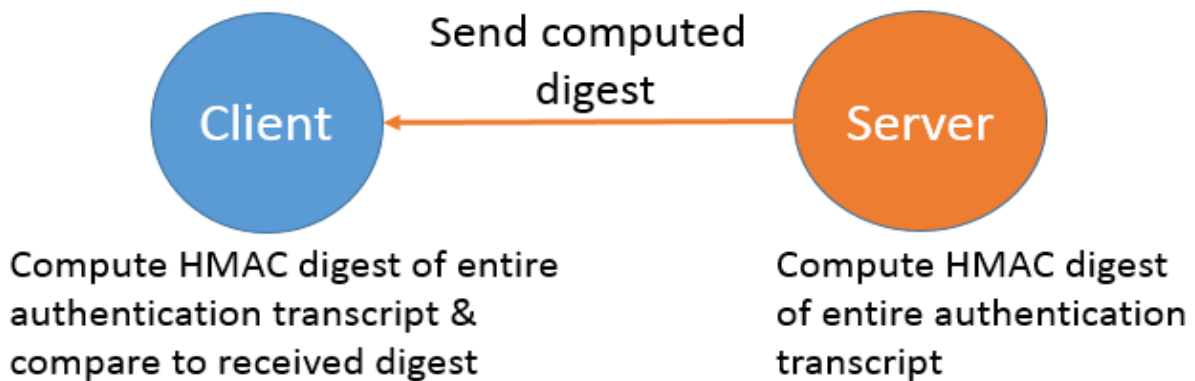 Send computed
digest
Client
Server
Compute HMAC digest of entire
authentication transcript &
compare to received digest
Compute HMAC digest
of entire authentication
transcript